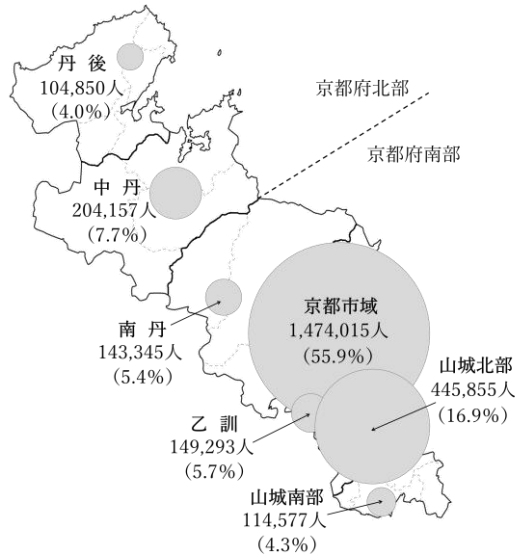 丹 後
104,850人
(4.0%)
京都府北部
京都府南部
中 丹
204,157人
(7.7%)
京都市域
1,474,015人
(55.9%)
南 丹
143,345人
(5.4%)
山城北部
445,855人
(16.9%)
乙 訓
149,293人
(5.7%)
山城南部
114,577人
(4.3%)